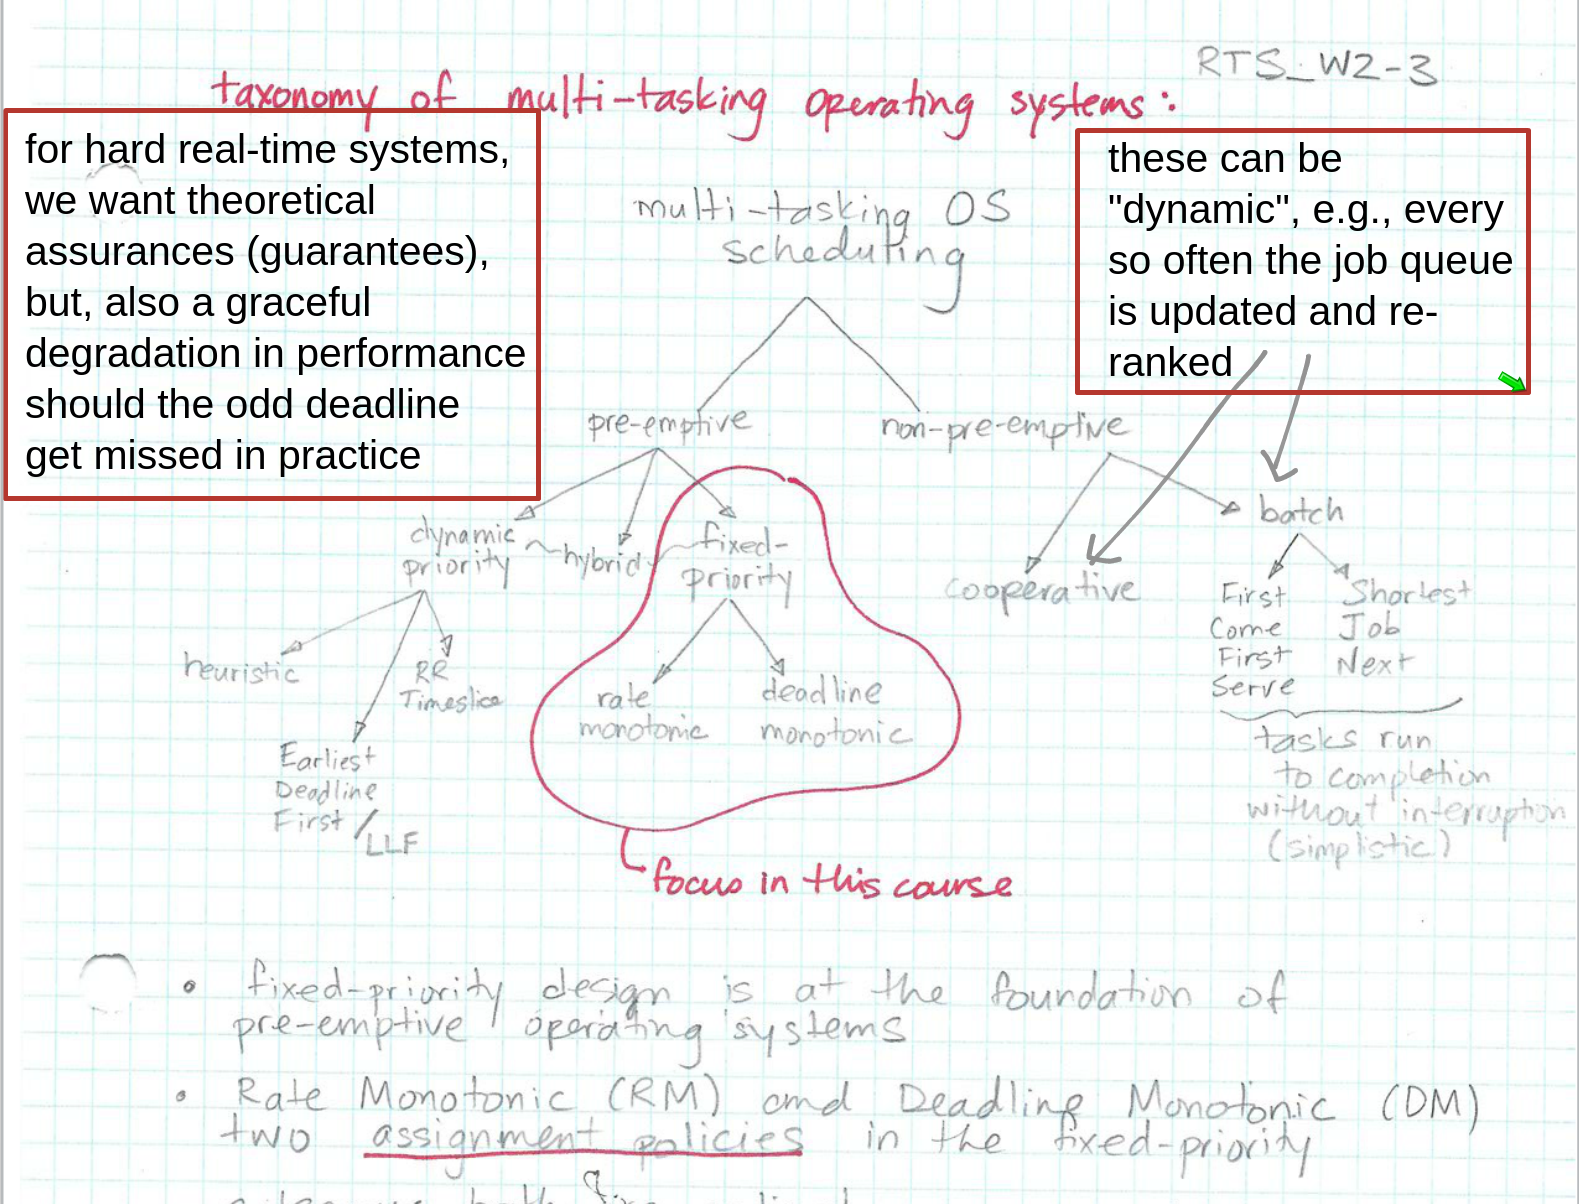 RTS_W2-3
taxonomy of multi-tasking operating systems:
for hard real-time systems,
we want theoretical
assurances (guarantees),
but, also a graceful
degradation in performance
should the odd deadline
get missed in practice
these can be
"dynamic", e.g., every
so often the job queue
is updated and re-
ranked
multi-tasking OS
scheduting
pre-emptive
non-pre-emptive
dynamic
priority
hybrid
fixed-
priority
cooperative
batch
heuristic
RR
Timeslice
Earliest
Deadline
First/LLF
rate
monotonic
deadline
monotonic
First
Come
First
Serve
Shortest
Job
Next
tasks run
to completion
without interruption
(simplistic)
focus in this course
• fixed-priority design is at the foundation of
pre-emptive operating systems
• Rate Monotonic (RM) and Deadline Monotonic (DM)
two assignment policies in the fixed-priority